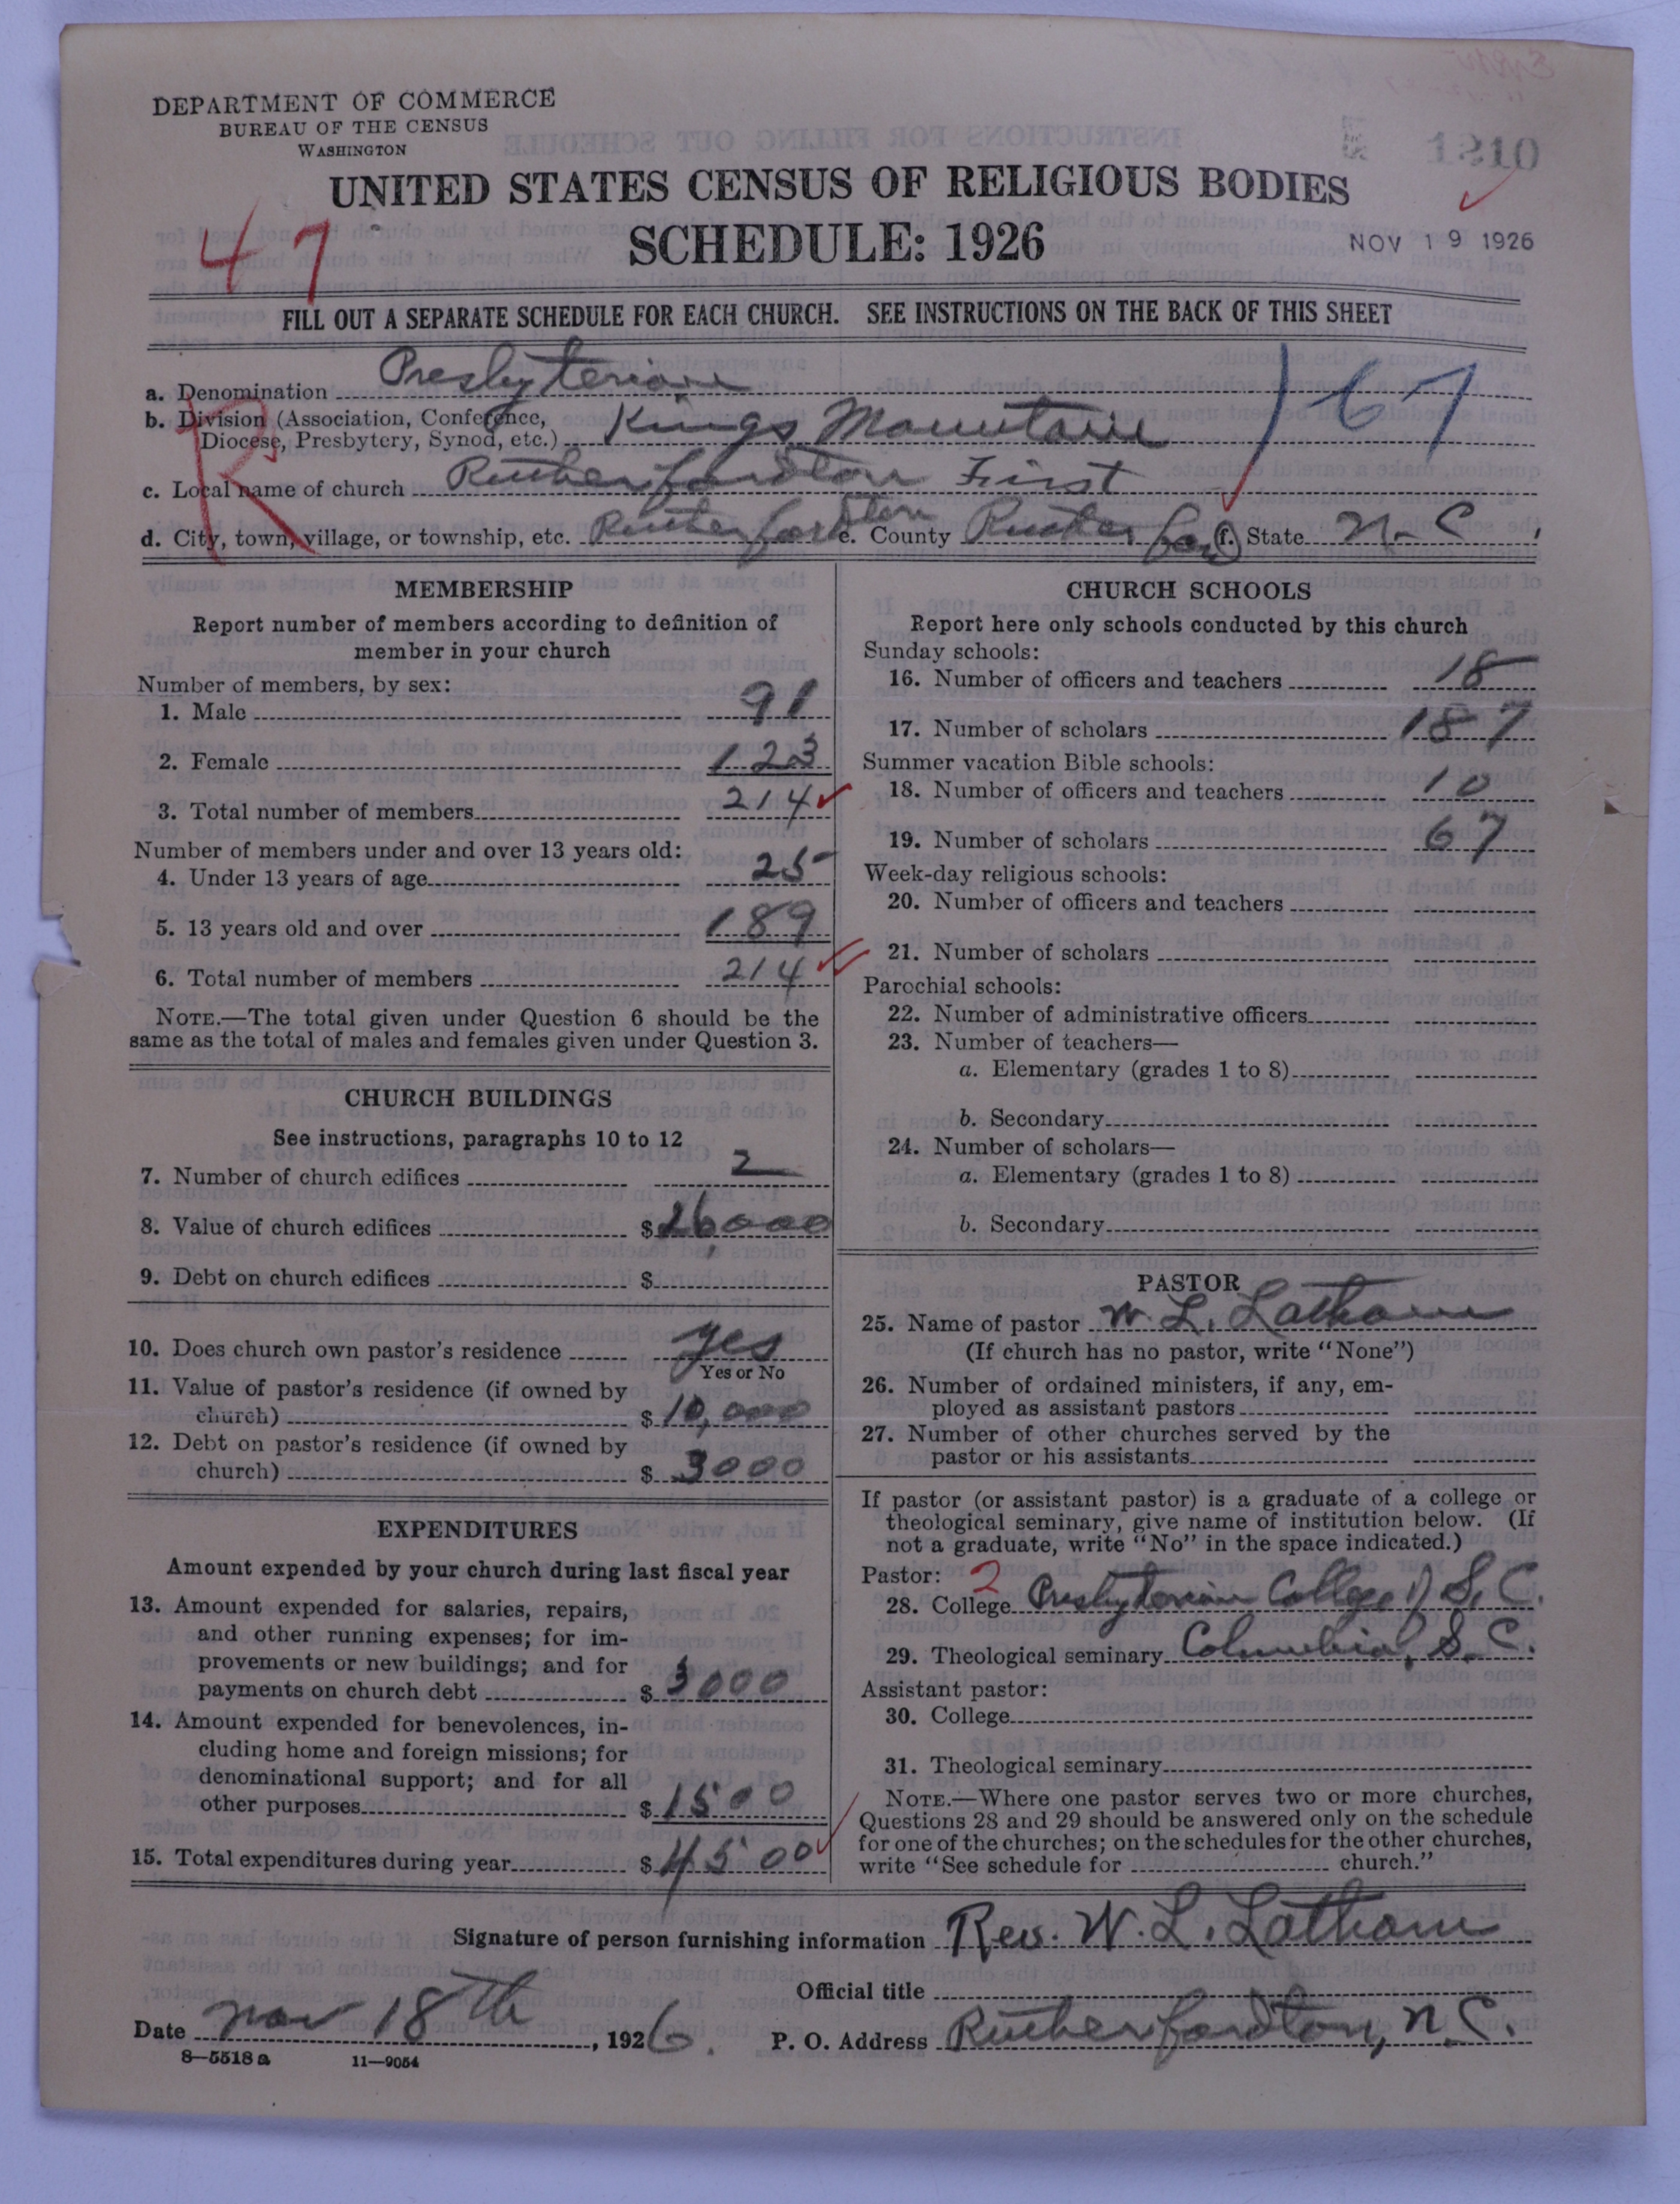 DEPARTMENT OF COMMERCE
BUREAU OF THE CENSUS
WASHINGTON
1210
UNITED STATES CENSUS OF RELIGIOUS BODIES
SCHEDULE: 1926
NOV 19 1926
47
FILL OUT A SEPARATE SCHEDULE FOR EACH CHURCH. SEE INSTRUCTIONS ON THE BACK OF THIS SHEET
a. Denomination Presbyterian
167
b. Division (Association, Conference,
Diocese, Presbytery, Synod, etc.) Kings Mountain
R
c. Local name of church Rutherfordton First
d. City, town, village, or township, etc. Rutherfordton e. County Rutherford f. State N. C.
MEMBERSHIP
Report number of members according to definition of
member in your church
Number of members, by sex:
1. Male 91
2. Female 123
3. Total number of members 214
Number of members under and over 13 years old:
4. Under 13 years of age 25
5. 13 years old and over 189
6. Total number of members 214
NOTE.—The total given under Question 6 should be the
same as the total of males and females given under Question 3.
CHURCH BUILDINGS
See instructions, paragraphs 10 to 12
7. Number of church edifices 2
8. Value of church edifices $26,000
9. Debt on church edifices $
10. Does church own pastor's residence yes
Yes or No
11. Value of pastor's residence (if owned by
church) $10,000
12. Debt on pastor's residence (if owned by
church) $3000
EXPENDITURES
Amount expended by your church during last fiscal year
13. Amount expended for salaries, repairs,
and other running expenses; for im-
provements or new buildings; and for
payments on church debt $3000
14. Amount expended for benevolences, in-
cluding home and foreign missions; for
denominational support; and for all
other purposes $1500
15. Total expenditures during year $4500
CHURCH SCHOOLS
Report here only schools conducted by this church
Sunday schools:
16. Number of officers and teachers 18
17. Number of scholars 187
Summer vacation Bible schools:
18. Number of officers and teachers 10
19. Number of scholars 67
Week-day religious schools:
20. Number of officers and teachers
21. Number of scholars
Parochial schools:
22. Number of administrative officers
23. Number of teachers—
a. Elementary (grades 1 to 8)
b. Secondary
24. Number of scholars—
a. Elementary (grades 1 to 8)
b. Secondary
PASTOR
25. Name of pastor W. L. Latham
(If church has no pastor, write "None")
26. Number of ordained ministers, if any, em-
ployed as assistant pastors
27. Number of other churches served by the
pastor or his assistants
If pastor (or assistant pastor) is a graduate of a college or
theological seminary, give name of institution below. (If
not a graduate, write "No" in the space indicated.)
Pastor: 2
28. College Presbyterian College S. C.
29. Theological seminary Columbia, S. C.
Assistant pastor:
30. College
31. Theological seminary
NOTE.—Where one pastor serves two or more churches,
Questions 28 and 29 should be answered only on the schedule
for one of the churches; on the schedules for the other churches,
write "See schedule for church."
Signature of person furnishing information Rev. W. L. Latham
Official title
Date Nov 18th, 1926. P. O. Address Rutherfordton, N. C.
8—5518 a 11—9054